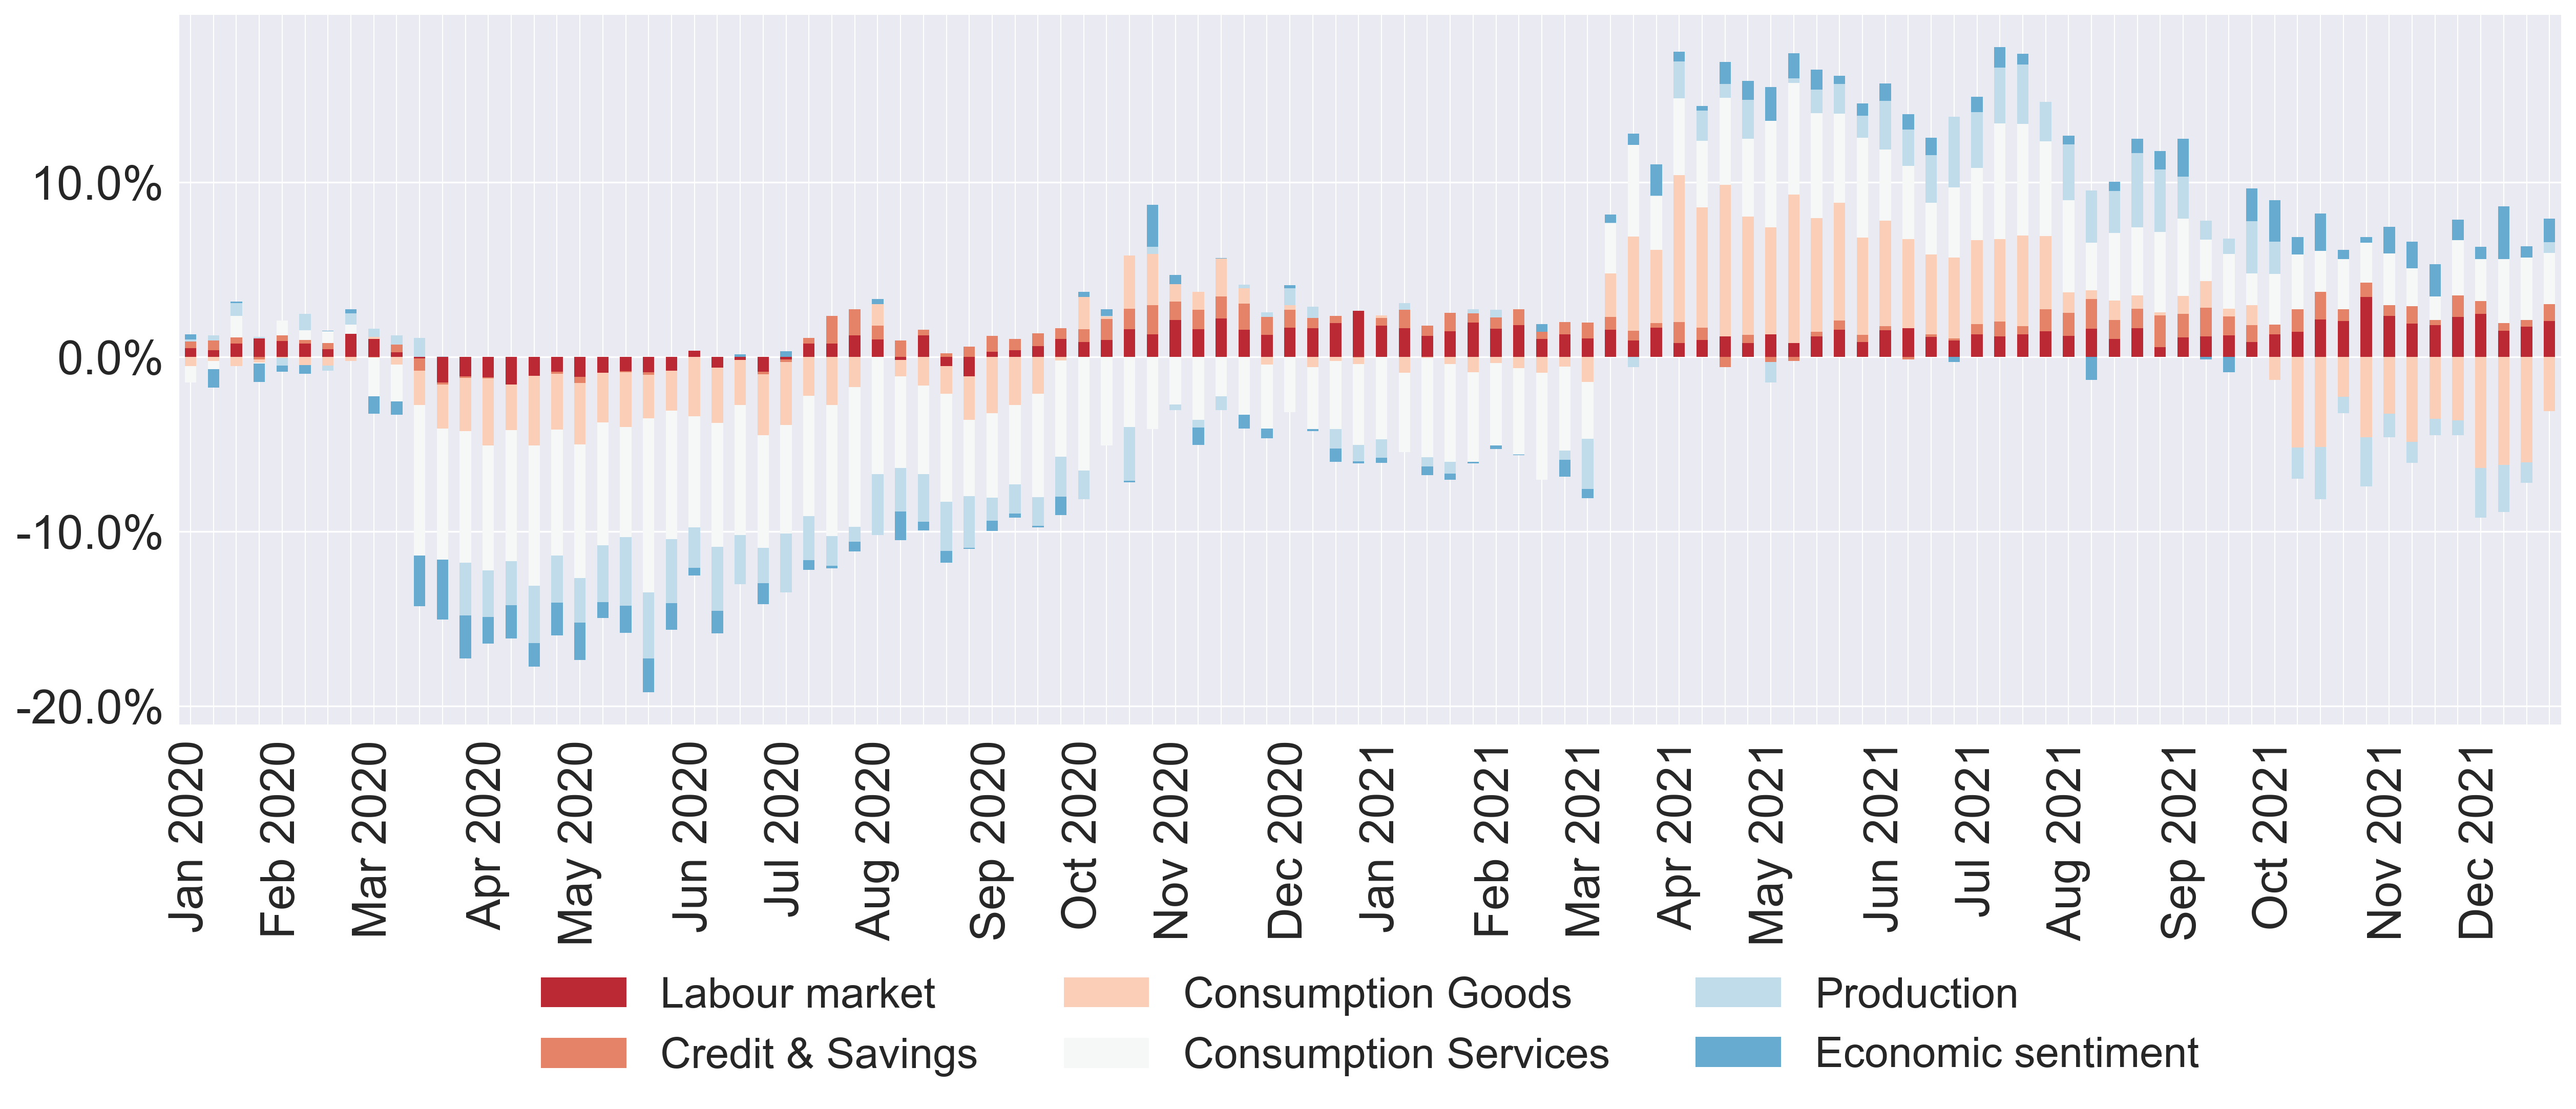 10.0%
0.0%
-10.0%
-20.0%
Jan 2020
Feb 2020
Mar 2020
Apr 2020
May 2020
Jun 2020
Jul 2020
Aug 2020
Sep 2020
Oct 2020
Nov 2020
Dec 2020
Jan 2021
Feb 2021
Mar 2021
Apr 2021
May 2021
Jun 2021
Jul 2021
Aug 2021
Sep 2021
Oct 2021
Nov 2021
Dec 2021
Labour market
Credit & Savings
Consumption Goods
Consumption Services
Production
Economic sentiment